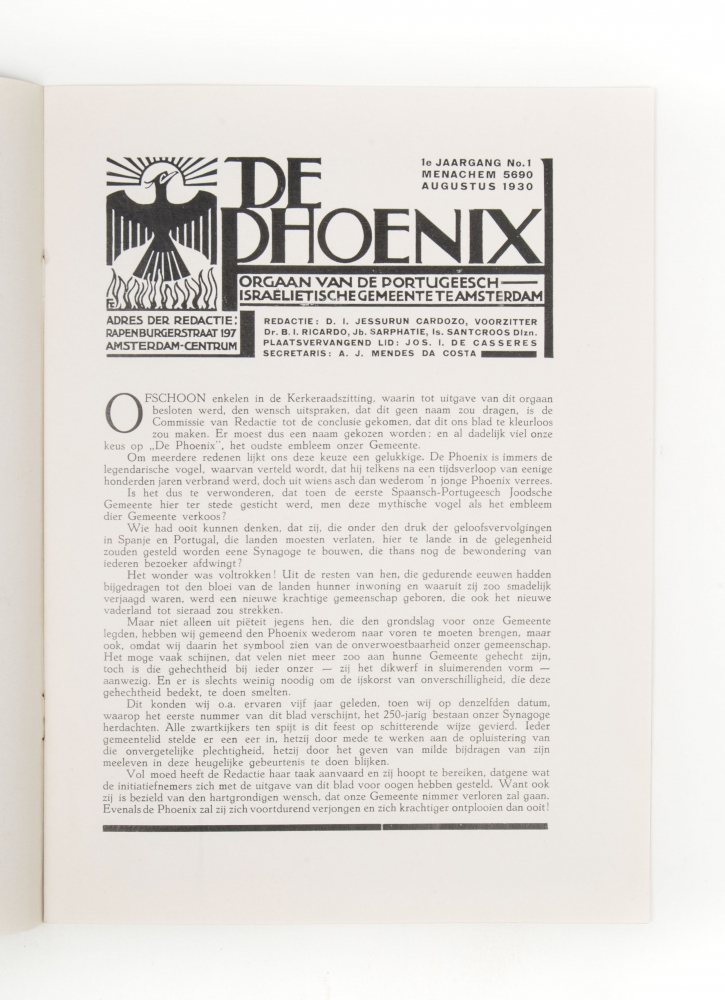 DE
PHOENIX
1e JAARGANG No. 1
MENACHEM 5690
AUGUSTUS 1930
ORGAAN VAN DE PORTUGEESCH-
ISRAËLIETISCHE GEMEENTE TE AMSTERDAM
ADRES DER REDACTIE:
RAPENBURGERSTRAAT 197
AMSTERDAM-CENTRUM
REDACTIE: D. I. JESSURUN CARDOZO, VOORZITTER
Dr. B. I. RICARDO, Jb. SARPHATIE, Is. SANTCROOS Dlzn.
PLAATSVERVANGEND LID: JOS. I. DE CASSERES
SECRETARIS: A. J. MENDES DA COSTA
OFSCHOON enkelen in de Kerkeraadszitting, waarin tot uitgave van dit orgaan
besloten werd, den wensch uitspraken, dat dit geen naam zou dragen, is de
Commissie van Redactie tot de conclusie gekomen, dat dit ons blad te kleurloos
zou maken. Er moest dus een naam gekozen worden; en al dadelijk viel onze
keus op „De Phoenix", het oudste embleem onzer Gemeente.
Om meerdere redenen lijkt ons deze keuze een gelukkige. De Phoenix is immers de
legendarische vogel, waarvan verteld wordt, dat hij telkens na een tijdsverloop van eenige
honderden jaren verbrand werd, doch uit wiens asch dan wederom 'n jonge Phoenix verrees.
Is het dus te verwonderen, dat toen de eerste Spaansch-Portugeesch Joodsche
Gemeente hier ter stede gesticht werd, men deze mythische vogel als het embleem
dier Gemeente verkoos?
Wie had ooit kunnen denken, dat zij, die onder den druk der geloofsvervolgingen
in Spanje en Portugal, die landen moesten verlaten, hier te lande in de gelegenheid
zouden gesteld worden eene Synagoge te bouwen, die thans nog de bewondering van
iederen bezoeker afdwingt?
Het wonder was voltrokken! Uit de resten van hen, die gedurende eeuwen hadden
bijgedragen tot den bloei van de landen hunner inwoning en waaruit zij zoo smadelijk
verjaagd waren, werd een nieuwe krachtige gemeenschap geboren, die ook het nieuwe
vaderland tot sieraad zou strekken.
Maar niet alleen uit piëteit jegens hen, die den grondslag voor onze Gemeente
legden, hebben wij gemeend den Phoenix wederom naar voren te moeten brengen, maar
ook, omdat wij daarin het symbool zien van de onverwoestbaarheid onzer gemeenschap.
Het moge vaak schijnen, dat velen niet meer zoo aan hunne Gemeente gehecht zijn,
toch is die gehechtheid bij ieder onzer — zij het dikwerf in sluimerenden vorm —
aanwezig. En er is slechts weinig noodig om de ijskorst van onverschilligheid, die deze
gehechtheid bedekt, te doen smelten.
Dit konden wij o.a. ervaren vijf jaar geleden, toen wij op denzelfden datum,
waarop het eerste nummer van dit blad verschijnt, het 250-jarig bestaan onzer Synagoge
herdachten. Alle zwartkijkers ten spijt is dit feest op schitterende wijze gevierd. Ieder
gemeentelid stelde er een eer in, hetzij door mede te werken aan de opluistering van
die onvergetelijke plechtigheid, hetzij door het geven van milde bijdragen van zijn
meeleven in deze heugelijke gebeurtenis te doen blijken.
Vol moed heeft de Redactie haar taak aanvaard en zij hoopt te bereiken, datgene wat
de initiatiefnemers zich met de uitgave van dit blad voor oogen hebben gesteld. Want ook
zij is bezield van den hartgrondigen wensch, dat onze Gemeente nimmer verloren zal gaan.
Evenals de Phoenix zal zij zich voortdurend verjongen en zich krachtiger ontplooien dan ooit!